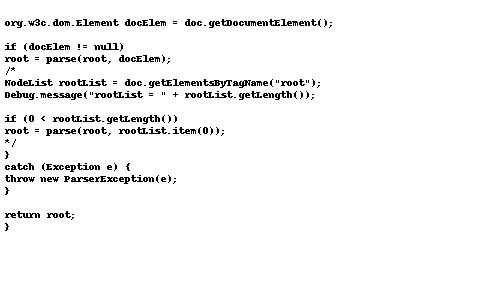 org.w3c.dom.Element docElem = doc.getDocumentElement();
if (docElem != null)
root = parse(root, docElem);
/*
NodeList rootList = doc.getElementsByTagName("root");
Debug.message("rootList = " + rootList.getLength());
if (0 < rootList.getLength())
root = parse(root, rootList.item(0));
*/
}
catch (Exception e) {
throw new ParserException(e);
}
return root;
}